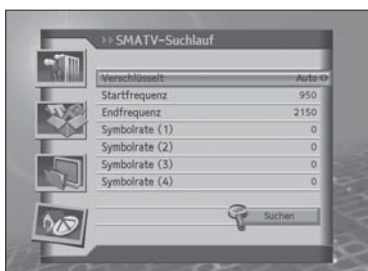 SMATV-Suchlauf
Verschlüsselt Auto
Startfrequenz 950
Endfrequenz 2150
Symbolrate (1) 0
Symbolrate (2) 0
Symbolrate (3) 0
Symbolrate (4) 0
Suchen